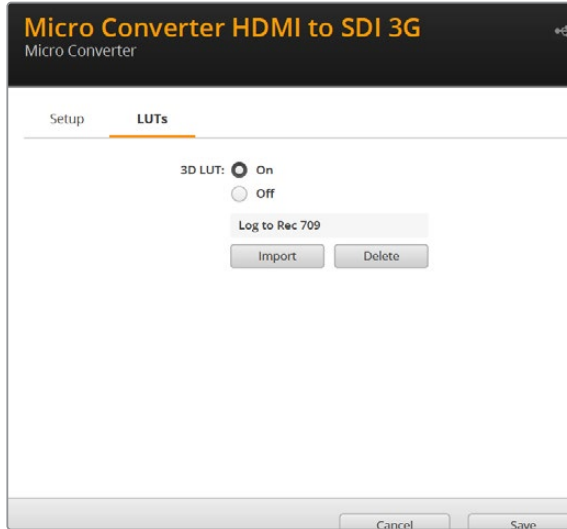 Micro Converter HDMI to SDI 3G
Micro Converter
Setup LUTs
3D LUT: On
Off
Log to Rec 709
Import Delete
Cancel Save